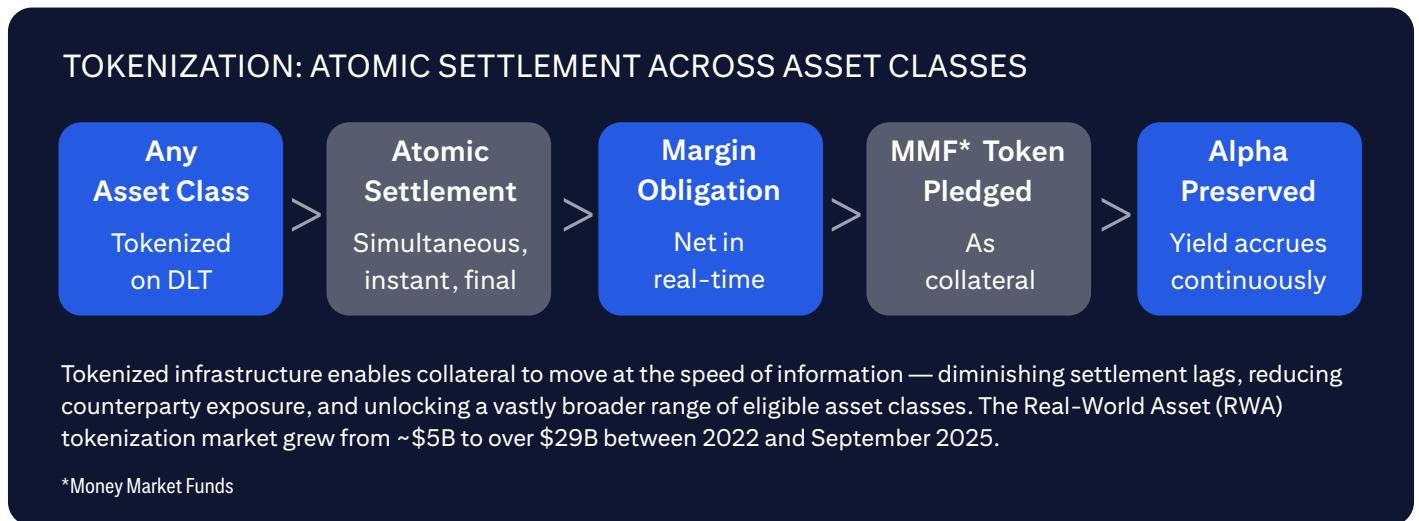 TOKENIZATION: ATOMIC SETTLEMENT ACROSS ASSET CLASSES
Any
Asset Class
Tokenized
on DLT
>
Atomic
Settlement
Simultaneous,
instant, final
>
Margin
Obligation
Net in
real-time
>
MMF* Token
Pledged
As
collateral
>
Alpha
Preserved
Yield accrues
continuously
Tokenized infrastructure enables collateral to move at the speed of information — diminishing settlement lags, reducing
counterparty exposure, and unlocking a vastly broader range of eligible asset classes. The Real-World Asset (RWA)
tokenization market grew from ~$5B to over $29B between 2022 and September 2025.
*Money Market Funds